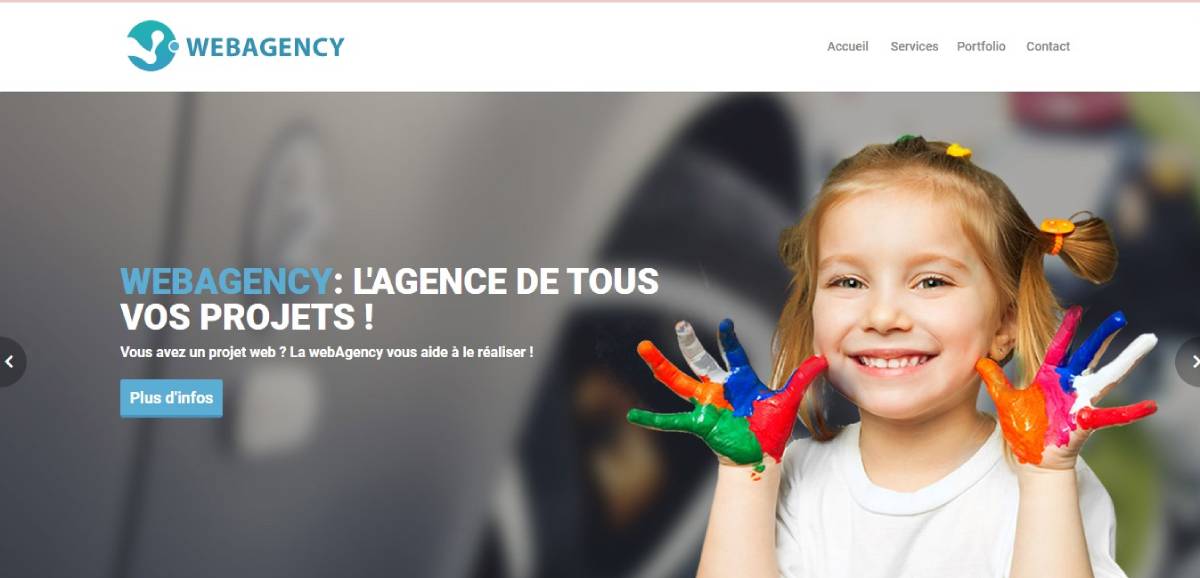 WEBAGENCY
Accueil Services Portfolio Contact
WEBAGENCY: L'AGENCE DE TOUS
VOS PROJETS !
Vous avez un projet web ? La webAgency vous aide à le réaliser !
Plus d'infos